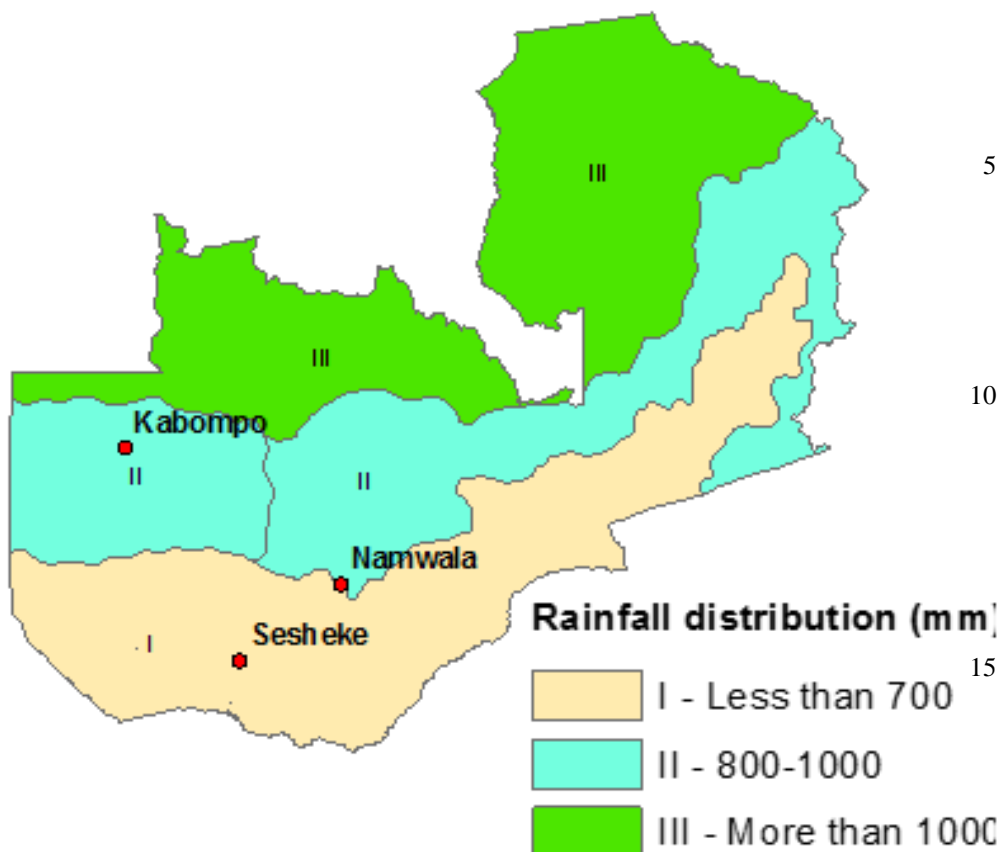 III
5
III
10
Kabompo
II
II
Namwala
Sesheke
I
Rainfall distribution (mm)
15
I - Less than 700
II - 800-1000
III - More than 1000